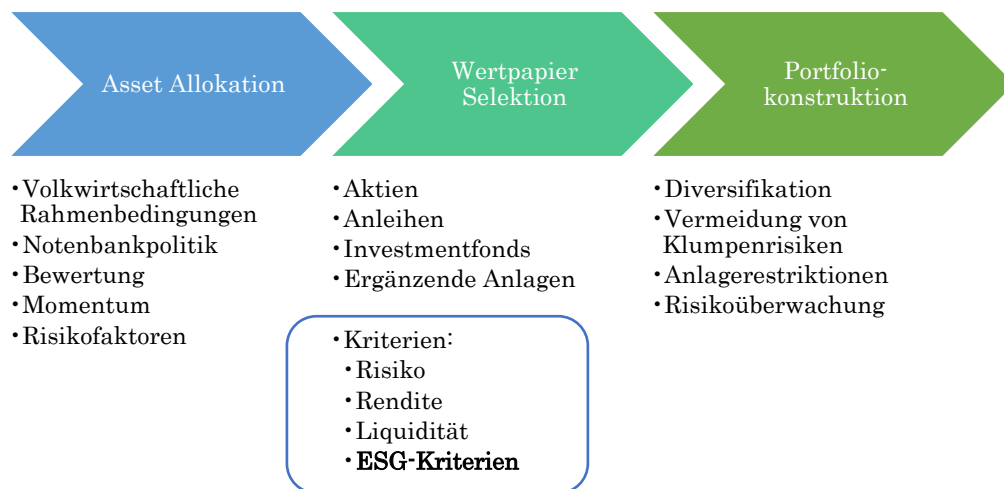 Asset Allokation
Wertpapier
Selektion
Portfolio-
konstruktion
·Volkwirtschaftliche
Rahmenbedingungen
·Notenbankpolitik
·Bewertung
·Momentum
·Risikofaktoren
·Aktien
·Anleihen
·Investmentfonds
·Ergänzende Anlagen
·Kriterien:
·Risiko
·Rendite
·Liquidität
·ESG-Kriterien
·Diversifikation
·Vermeidung von
Klumpenrisiken
·Anlagerestriktionen
·Risikoüberwachung